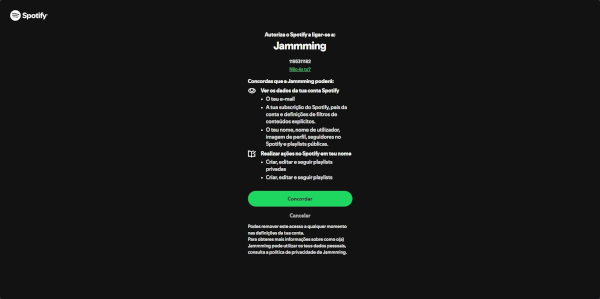 Spotify
Autoriza o Spotify a ligar-se a:
Jammming
Não és tu?
Concordas que a Jammming poderá:
Ver os dados da tua conta Spotify
O teu e-mail
A tua subscrição do Spotify, país da
conta e definições de filtros de
conteúdos explícitos.
O teu nome, nome de utilizador,
imagem de perfil, seguidores no
Spotify e playlists públicas.
Realizar ações no Spotify em teu nome
Criar, editar e seguir playlists
privadas
Criar, editar e seguir playlists
Concordar
Cancelar
Podes remover este acesso a qualquer momento
nas definições da tua conta.
Para obteres mais informações sobre como o(a)
Jammming pode utilizar os teus dados pessoais,
consulta a política de privacidade de Jammming.